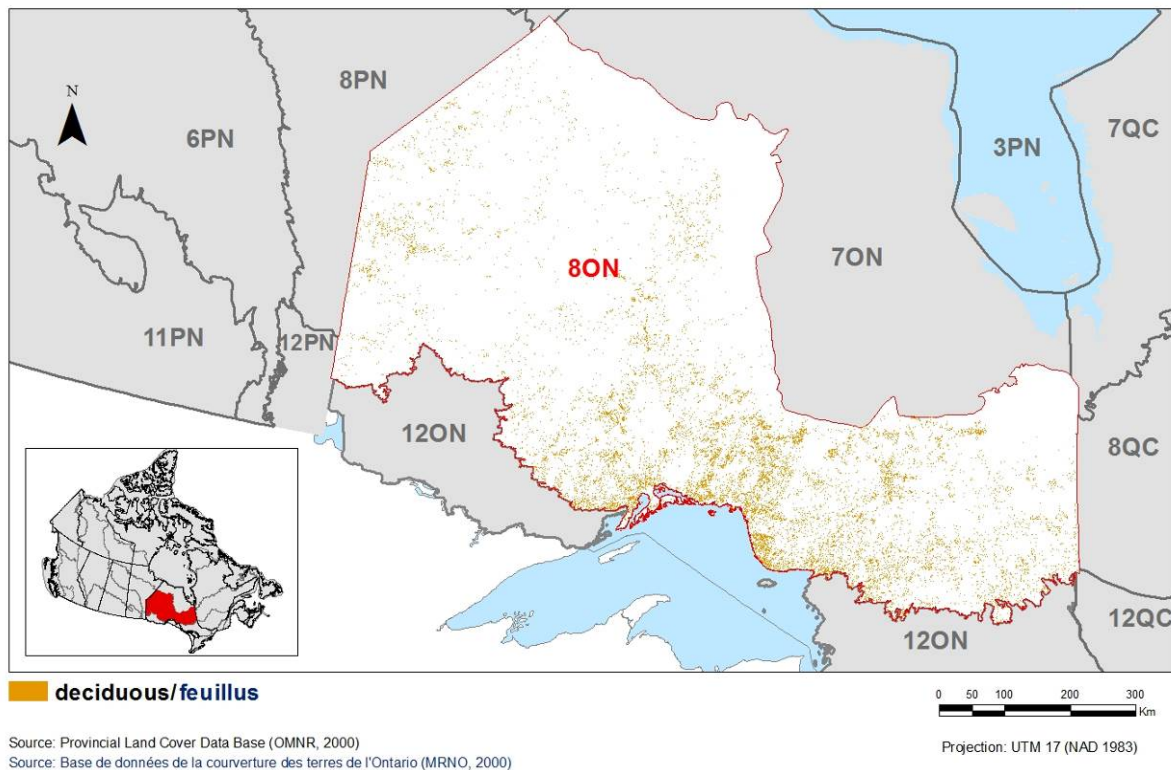 N
8PN
6PN
3PN
7QC
8ON
7ON
11PN
12PN
12ON
8QC
12ON
12QC
deciduous/feuillus
0 50 100 200 300
Km
Source: Provincial Land Cover Data Base (OMNR, 2000)
Source: Base de données de la courverture des terres de l'Ontario (MRNO, 2000)
Projection: UTM 17 (NAD 1983)